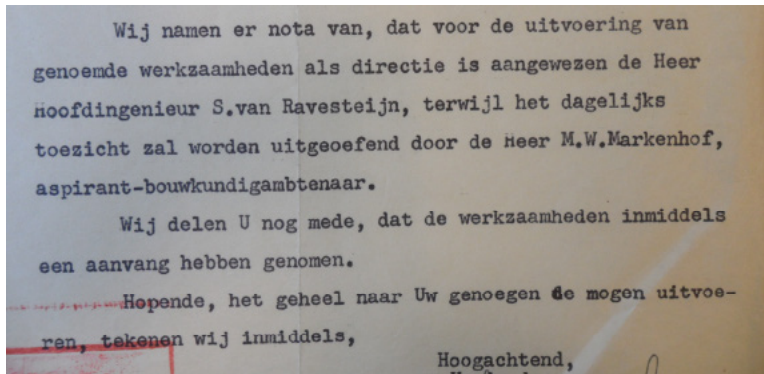 Wij namen er nota van, dat voor de uitvoering van
genoemde werkzaamheden als directie is aangewezen de Heer
Hoofdingenieur S.van Ravesteijn, terwijl het dagelijks
toezicht zal worden uitgeoefend door de Heer M.W.Markenhof,
aspirant-bouwkundigambtenaar.
Wij delen U nog mede, dat de werkzaamheden inmiddels
een aanvang hebben genomen.
Hopende, het geheel naar Uw genoegen de mogen uitvoe-
ren, tekenen wij inmiddels,
Hoogachtend,